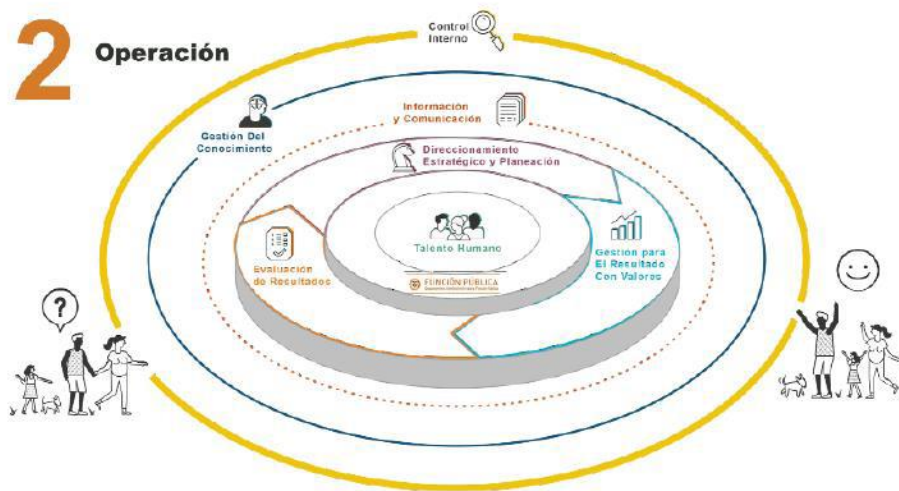 2
Operación
Control
Interno
Gestión Del
Conocimiento
Información
y Comunicación
Direccionamiento
Estratégico y Planeación
Talento Humano
FUNCIÓN PÚBLICA
Evaluación
de Resultados
Gestión para
El Resultado
Con Valores
?